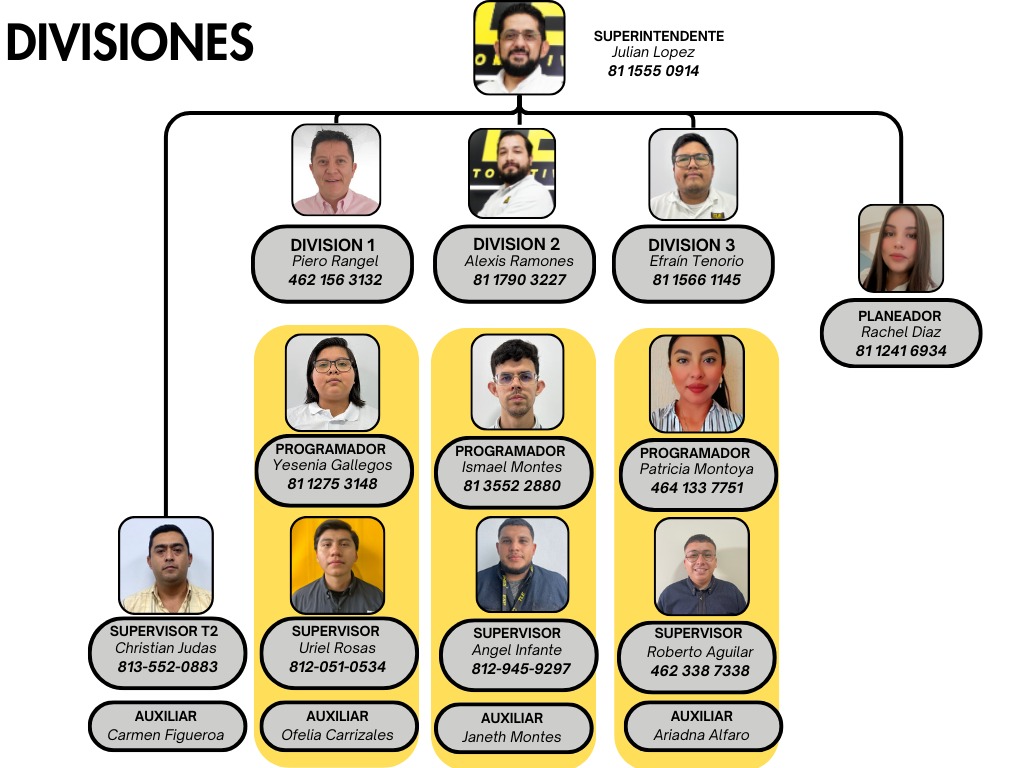 DIVISIONES
SUPERINTENDENTE
Julian Lopez
81 1555 0914
DIVISION 1
Piero Rangel
462 156 3132
DIVISION 2
Alexis Ramones
81 1790 3227
DIVISION 3
Efraín Tenorio
81 1566 1145
PLANEADOR
Rachel Diaz
81 1241 6934
PROGRAMADOR
Yesenia Gallegos
81 1275 3148
PROGRAMADOR
Ismael Montes
81 3552 2880
PROGRAMADOR
Patricia Montoya
464 133 7751
SUPERVISOR T2
Christian Judas
813-552-0883
SUPERVISOR
Uriel Rosas
812-051-0534
SUPERVISOR
Angel Infante
812-945-9297
SUPERVISOR
Roberto Aguilar
462 338 7338
AUXILIAR
Carmen Figueroa
AUXILIAR
Ofelia Carrizales
AUXILIAR
Janeth Montes
AUXILIAR
Ariadna Alfaro